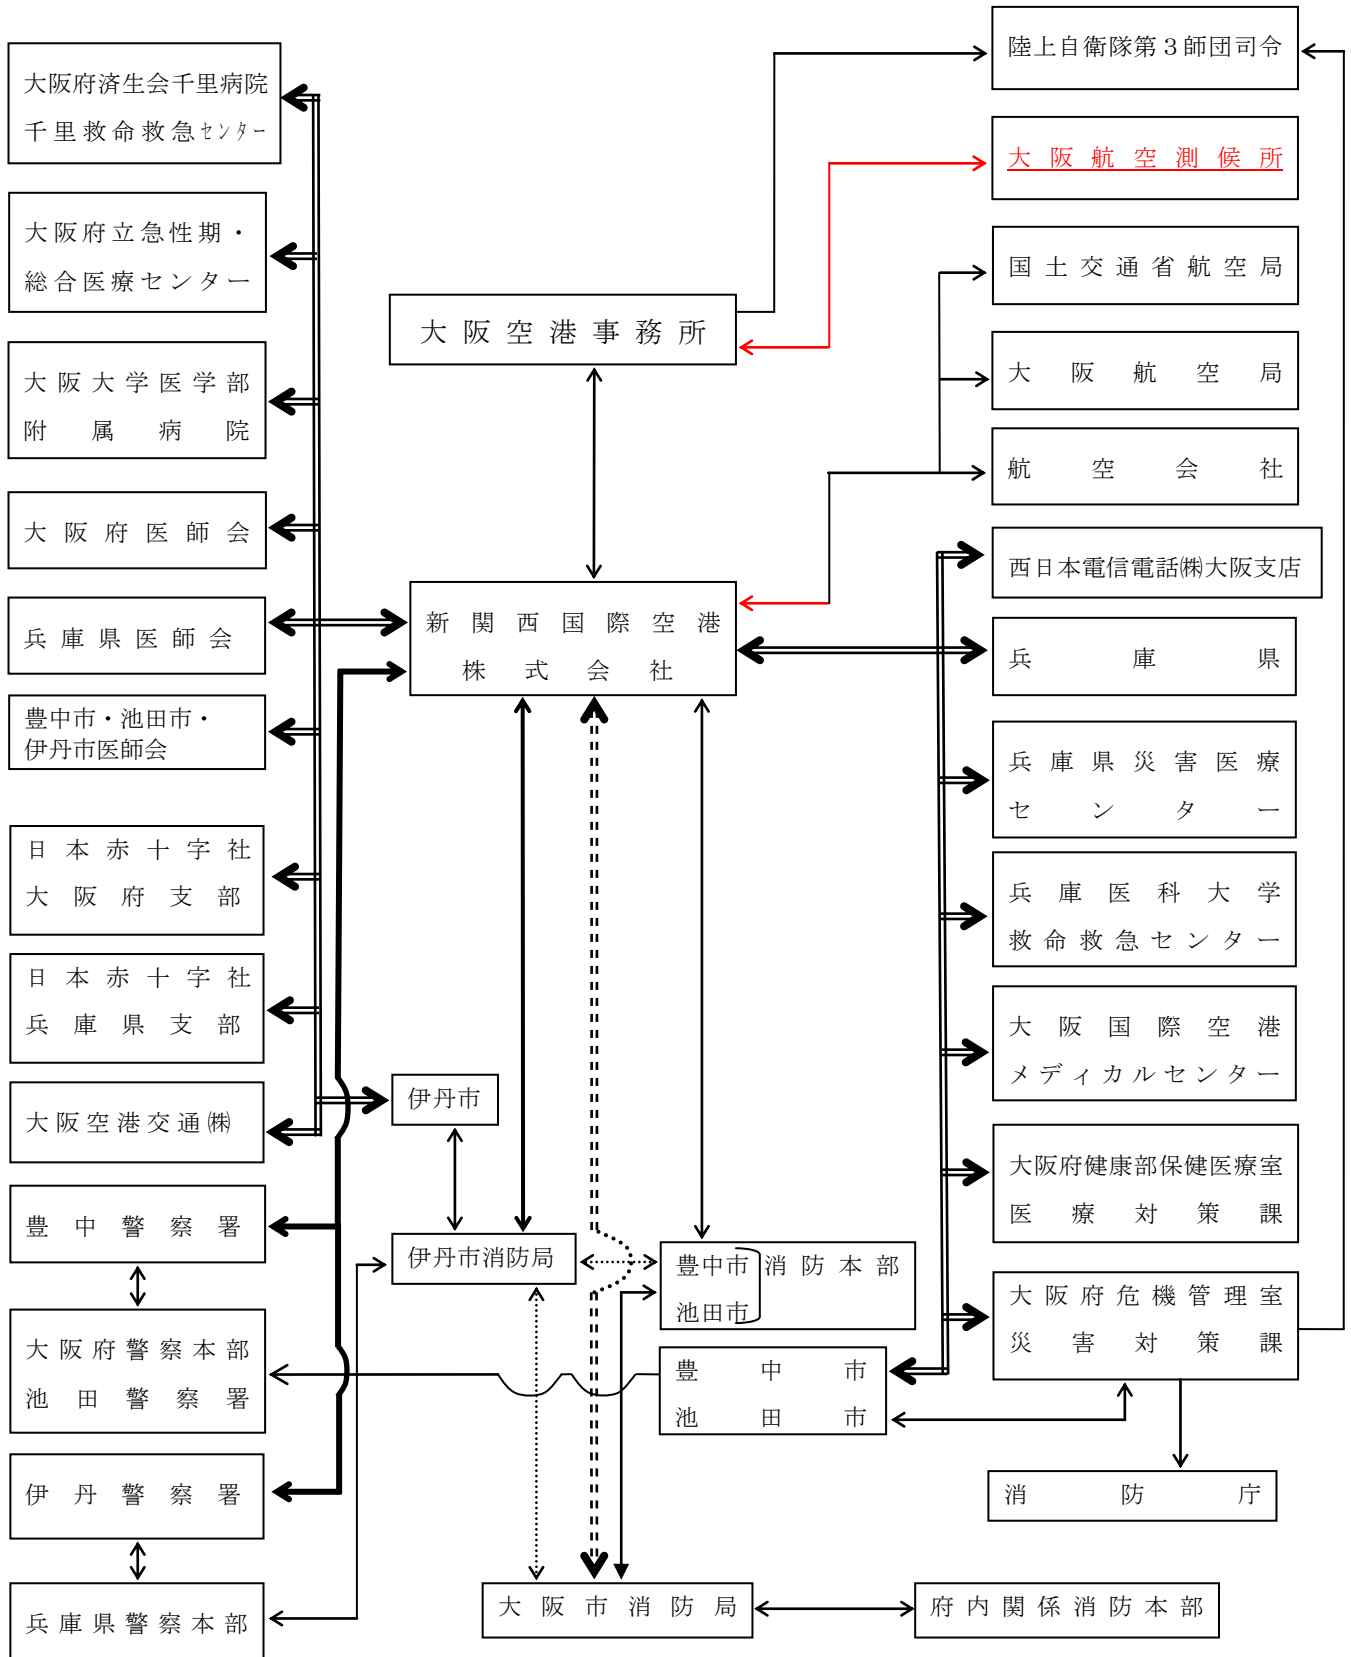 陸上自衛隊第３師団司令
大阪府済生会千里病院
千里救命救急センター
大阪航空測候所
大阪府立急性期・
総合医療センター
国土交通省航空局
大阪空港事務所
大阪航空局
大阪大学医学部
附属病院
航空会社
大阪府医師会
西日本電信電話㈱大阪支店
新関西国際空港
株式会社
兵庫県医師会
兵庫県
豊中市・池田市・
伊丹市医師会
兵庫県災害医療
センター
日本赤十字社
大阪府支部
兵庫医科大学
救命救急センター
日本赤十字社
兵庫県支部
大阪国際空港
メディカルセンター
伊丹市
大阪空港交通㈱
大阪府健康部保健医療室
医療対策課
豊中警察署
伊丹市消防局
豊中市
池田市
消防本部
大阪府危機管理室
災害対策課
大阪府警察本部
池田警察署
豊中市
池田市
伊丹警察署
消防庁
兵庫県警察本部
大阪市消防局
府内関係消防本部